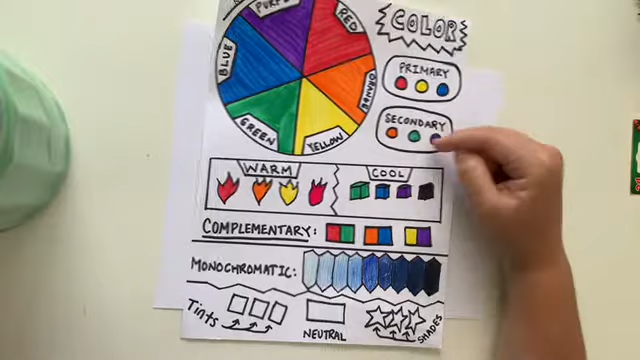 COLOR
PURPLE
RED
BLUE
ORANGE
GREEN
YELLOW
PRIMARY
SECONDARY
WARM
COOL
COMPLEMENTARY:
MONOCHROMATIC:
Tints
NEUTRAL
SHADES